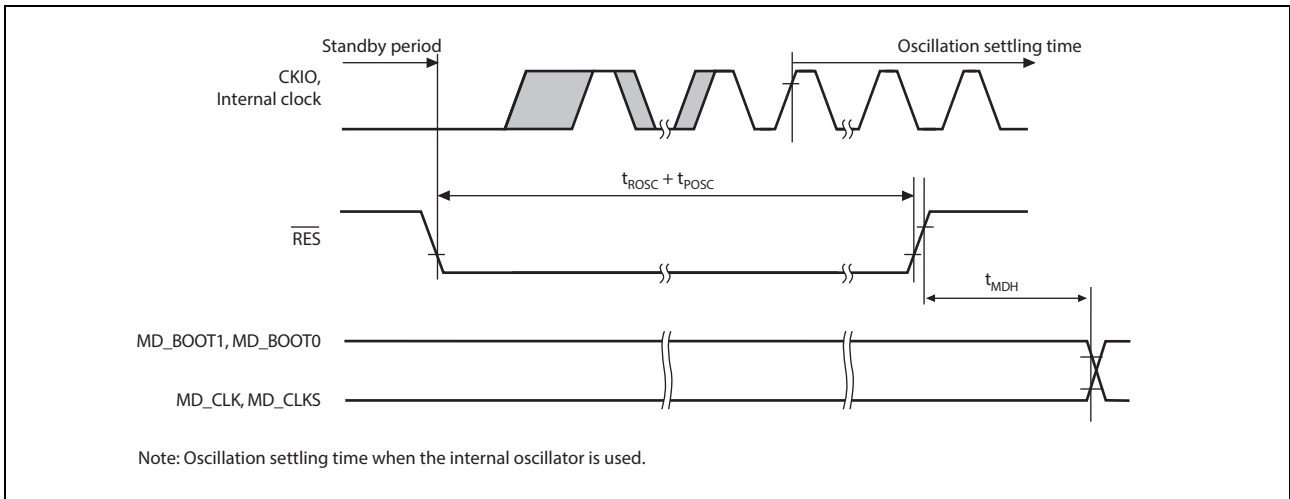 Standby period
Oscillation settling time
CKIO,
Internal clock
tROSC + tPOSC
RES
tMDH
MD_BOOT1, MD_BOOT0
MD_CLK, MD_CLKS
Note: Oscillation settling time when the internal oscillator is used.